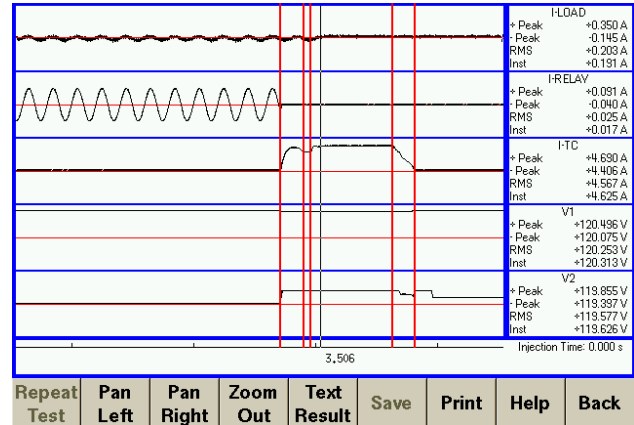 I-LOAD
+ Peak +0.350 A
- Peak -0.145 A
RMS +0.203 A
Inst +0.191 A
I-RELAY
+ Peak +0.091 A
- Peak -0.040 A
RMS +0.025 A
Inst +0.017 A
I-TC
+ Peak +4.690 A
- Peak +4.406 A
RMS +4.567 A
Inst +4.625 A
V1
+ Peak +120.496 V
- Peak +120.075 V
RMS +120.253 V
Inst +120.313 V
V2
+ Peak +119.855 V
- Peak +119.397 V
RMS +119.577 V
Inst +119.626 V
Injection Time: 0.000 s
3.506
Repeat Test
Pan Left
Pan Right
Zoom Out
Text Result
Save
Print
Help
Back